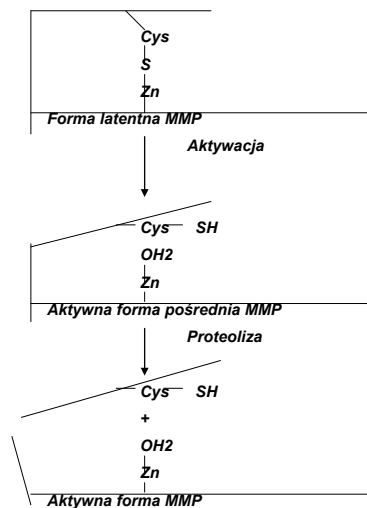 Cys
S
Zn
Forma latentna MMP
Aktywacja
Cys SH
OH2
Zn
Aktywna forma pośrednia MMP
Proteoliza
Cys SH
+
OH2
Zn
Aktywna forma MMP